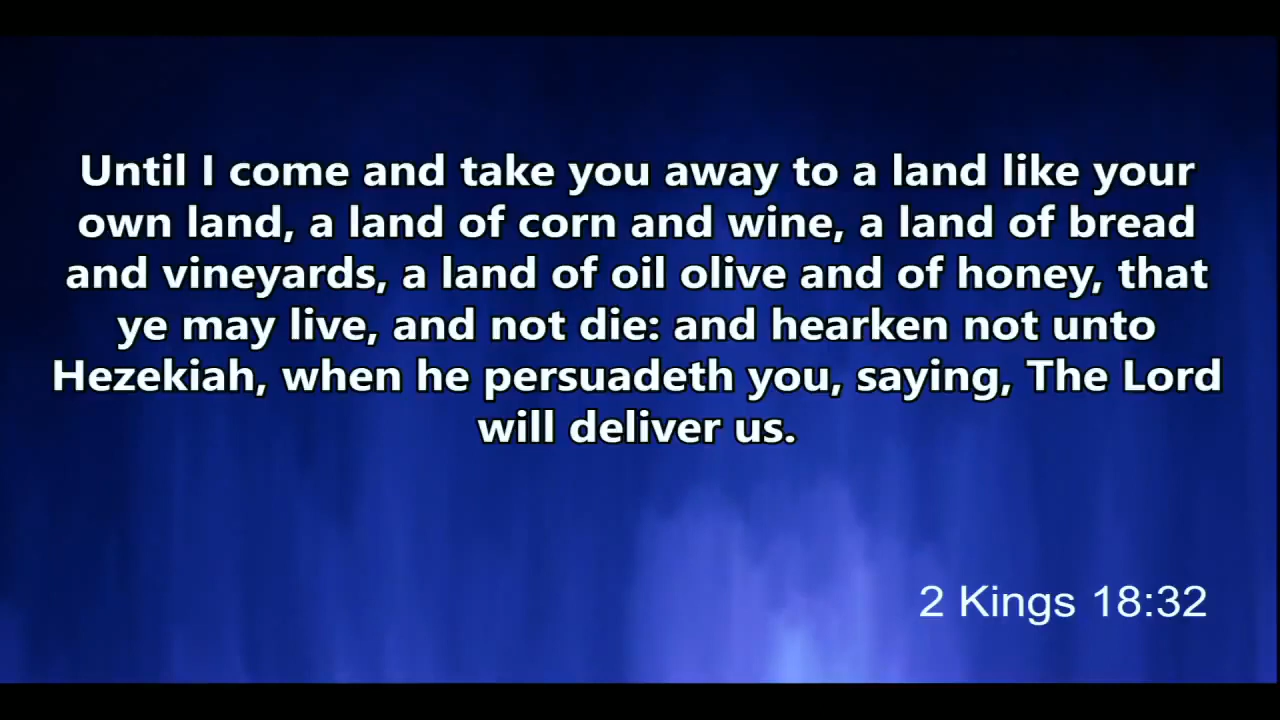 Until I come and take you away to a land like your
own land, a land of corn and wine, a land of bread
and vineyards, a land of oil olive and of honey, that
ye may live, and not die: and hearken not unto
Hezekiah, when he persuadeth you, saying, The Lord
will deliver us.
2 Kings 18:32